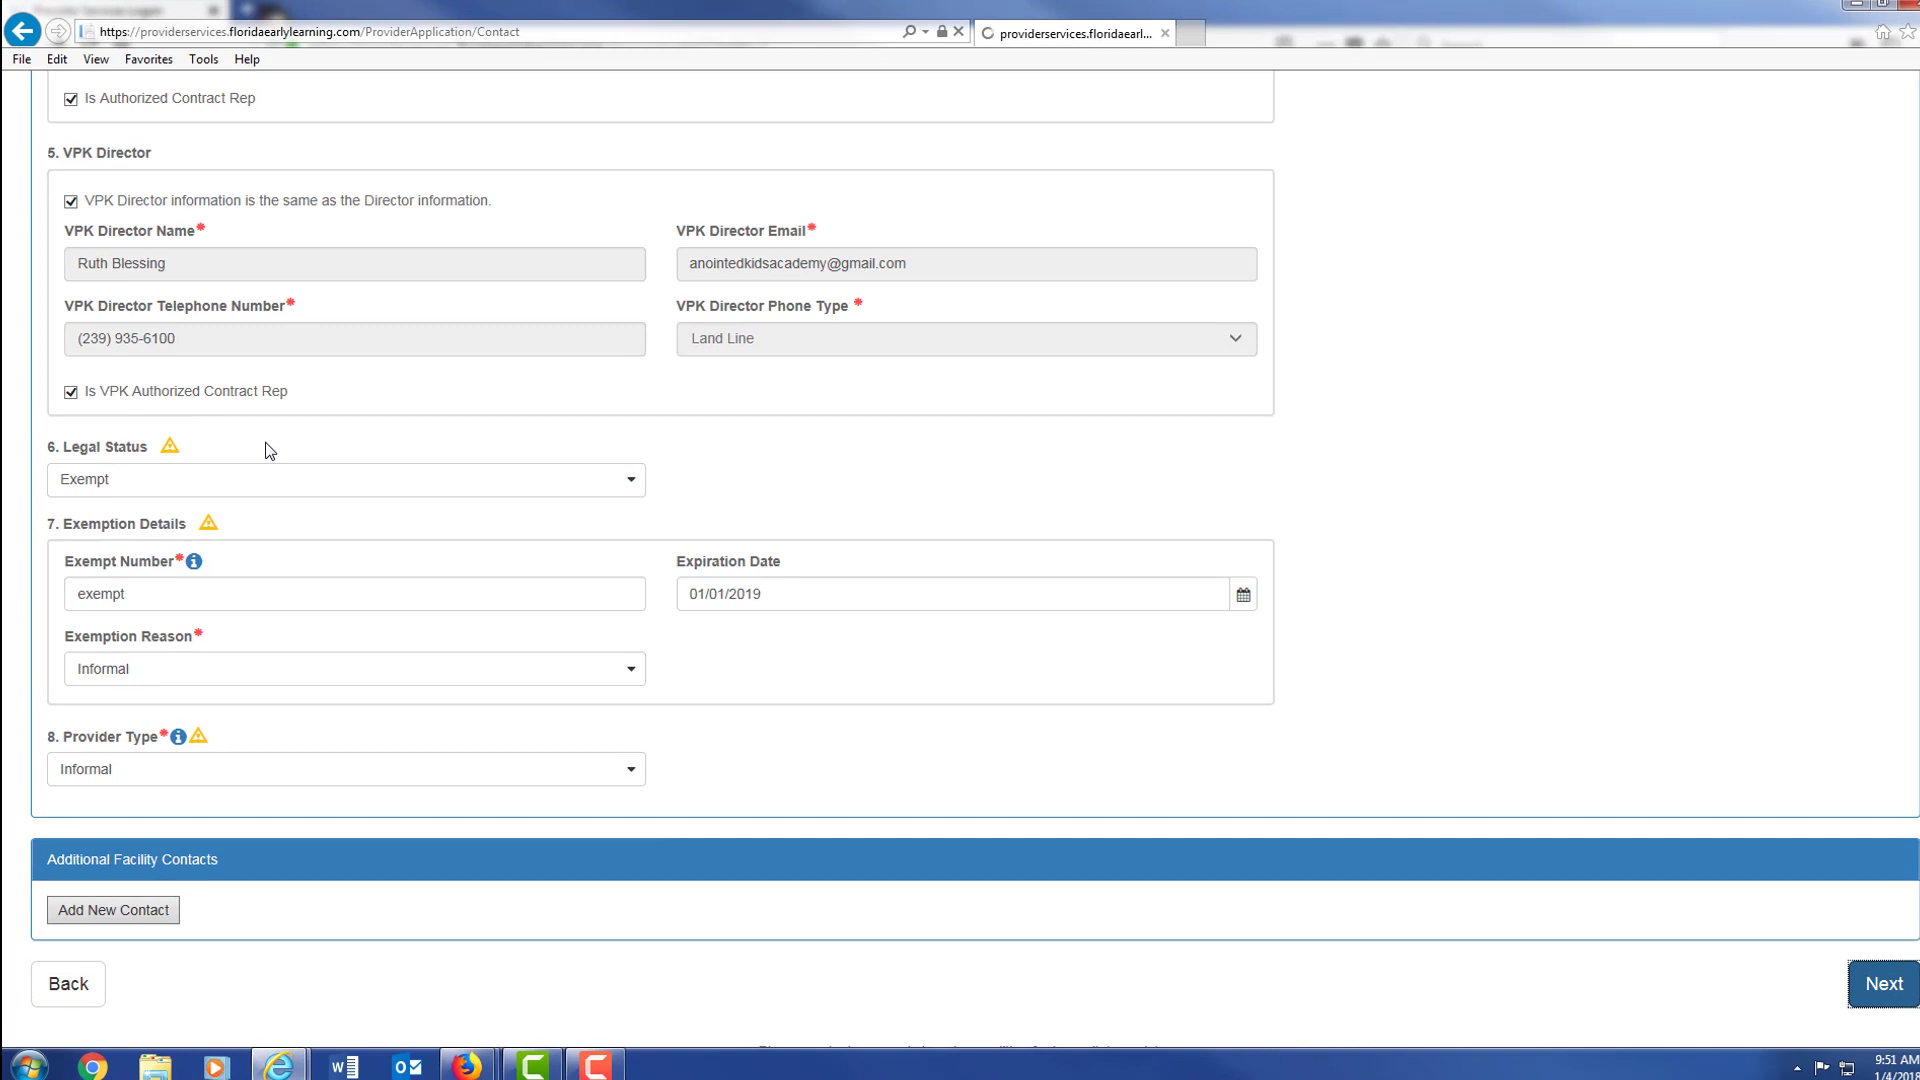 https://providerservices.floridaearlylearning.com/ProviderApplication/Contact
providerservices.floridaearl...
File Edit View Favorites Tools Help
Is Authorized Contract Rep
5. VPK Director
VPK Director information is the same as the Director information.
VPK Director Name*
VPK Director Email*
Ruth Blessing
anointedkidsacademy@gmail.com
VPK Director Telephone Number*
VPK Director Phone Type *
(239) 935-6100
Land Line
Is VPK Authorized Contract Rep
6. Legal Status
Exempt
7. Exemption Details
Exempt Number*
Expiration Date
exempt
01/01/2019
Exemption Reason*
Informal
8. Provider Type*
Informal
Additional Facility Contacts
Add New Contact
Back
Next
9:51 AM
1/4/2018